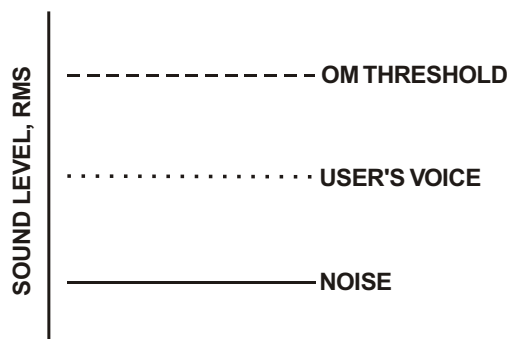 SOUND LEVEL, RMS
OM THRESHOLD
USER'S VOICE
NOISE